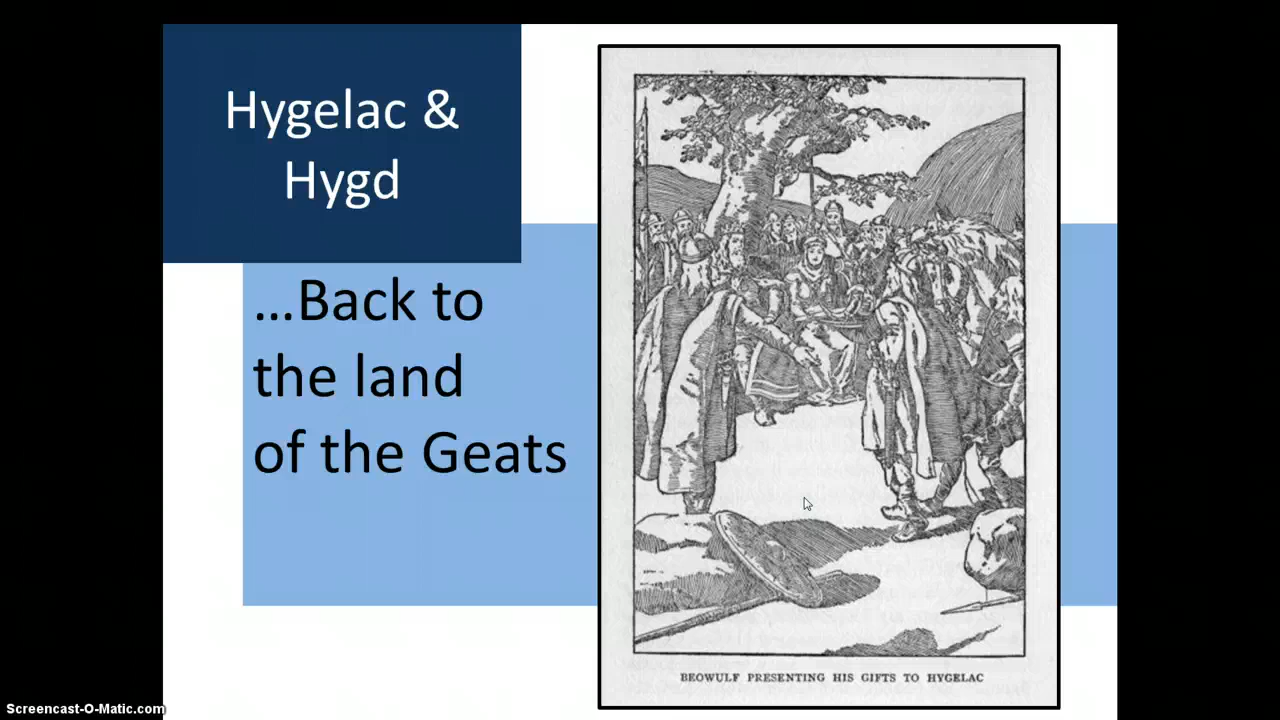 Hygelac &
Hygd
...Back to
the land
of the Geats
BEOWULF PRESENTING HIS GIFTS TO HYGELAC
Screencast-O-Matic.com